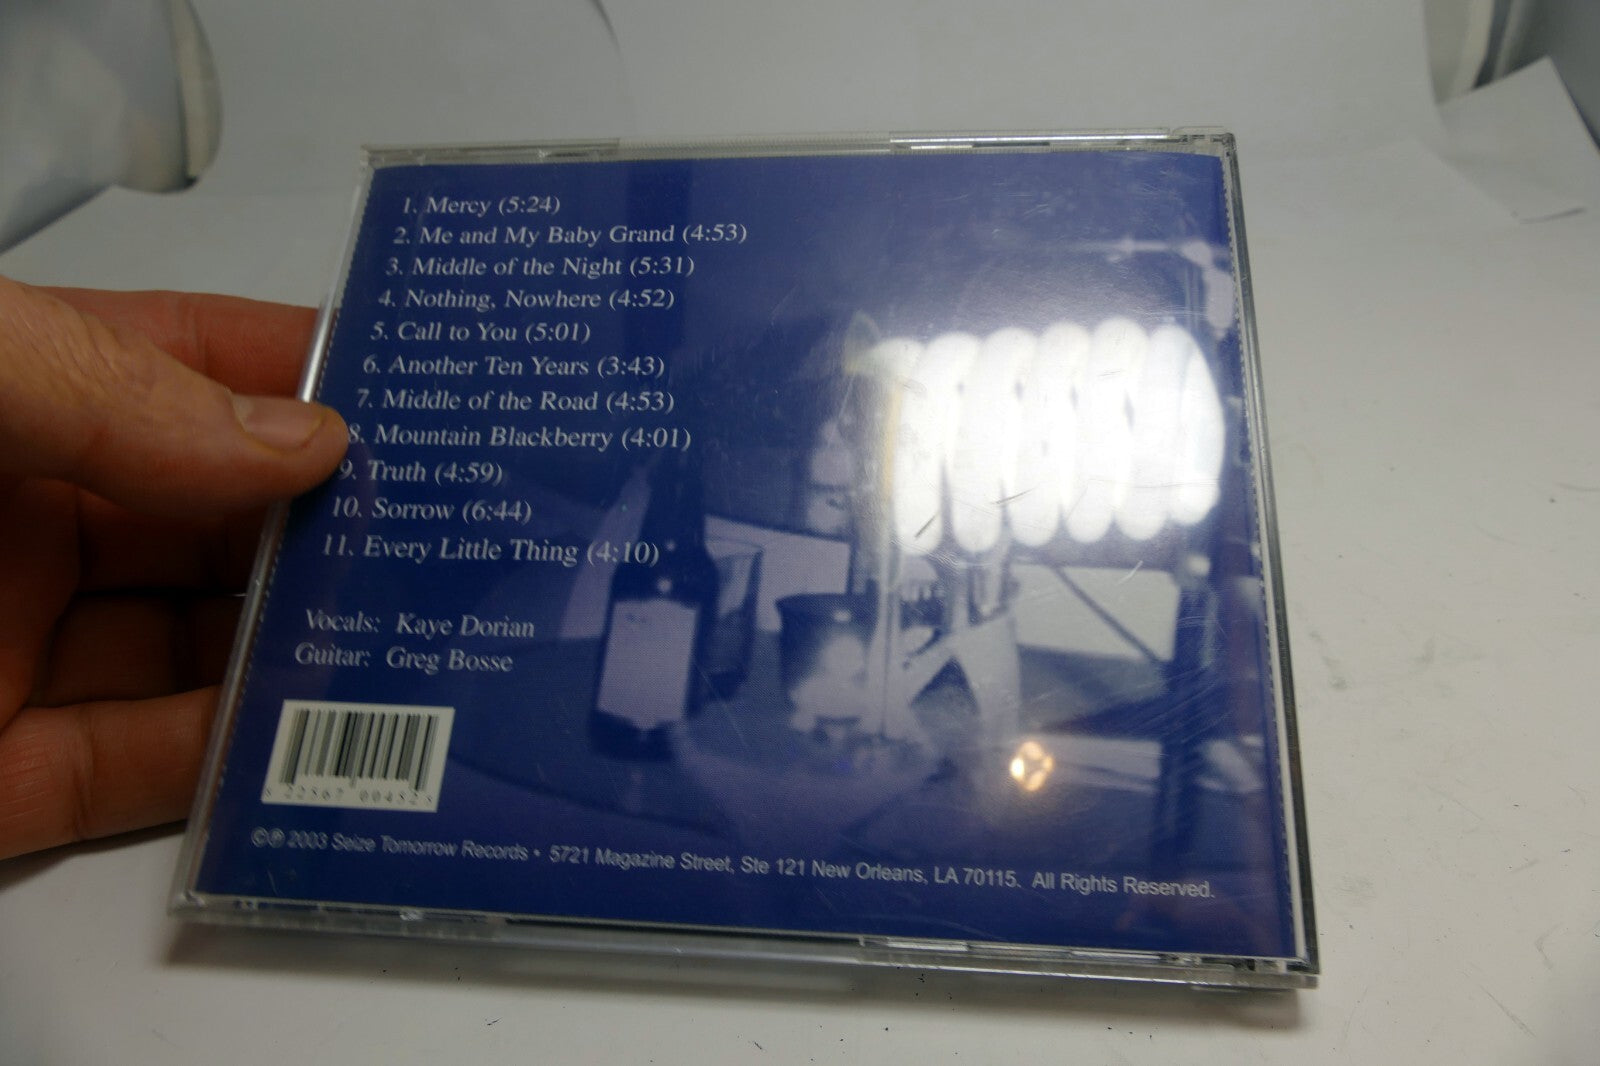 1. Mercy (5:24)
2. Me and My Baby Grand (4:53)
3. Middle of the Night (5:31)
4. Nothing, Nowhere (4:52)
5. Call to You (5:01)
6. Another Ten Years (3:43)
7. Middle of the Road (4:53)
8. Mountain Blackberry (4:01)
9. Truth (4:59)
10. Sorrow (6:44)
11. Every Little Thing (4:10)
Vocals: Kaye Dorian
Guitar: Greg Bosse
©℗ 2003 Seize Tomorrow Records • 5721 Magazine Street, Ste 121 New Orleans, LA 70115. All Rights Reserved.